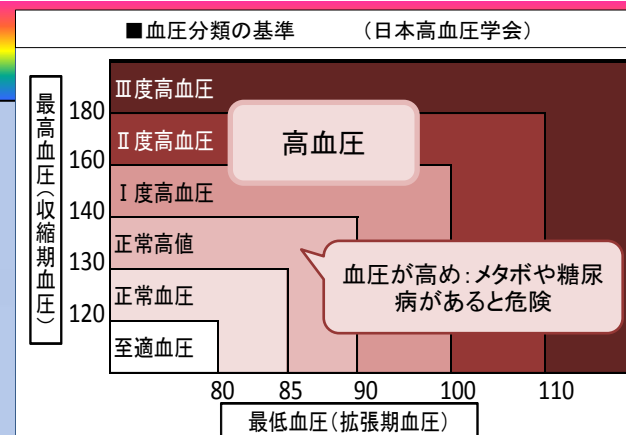 ■血圧分類の基準　　（日本高血圧学会）
最高血圧（収縮期血圧）
Ⅲ度高血圧
180
Ⅱ度高血圧
高血圧
160
Ⅰ度高血圧
140
正常高値
血圧が高め：メタボや糖尿
病があると危険
130
正常血圧
120
至適血圧
80 85 90 100 110
最低血圧（拡張期血圧）